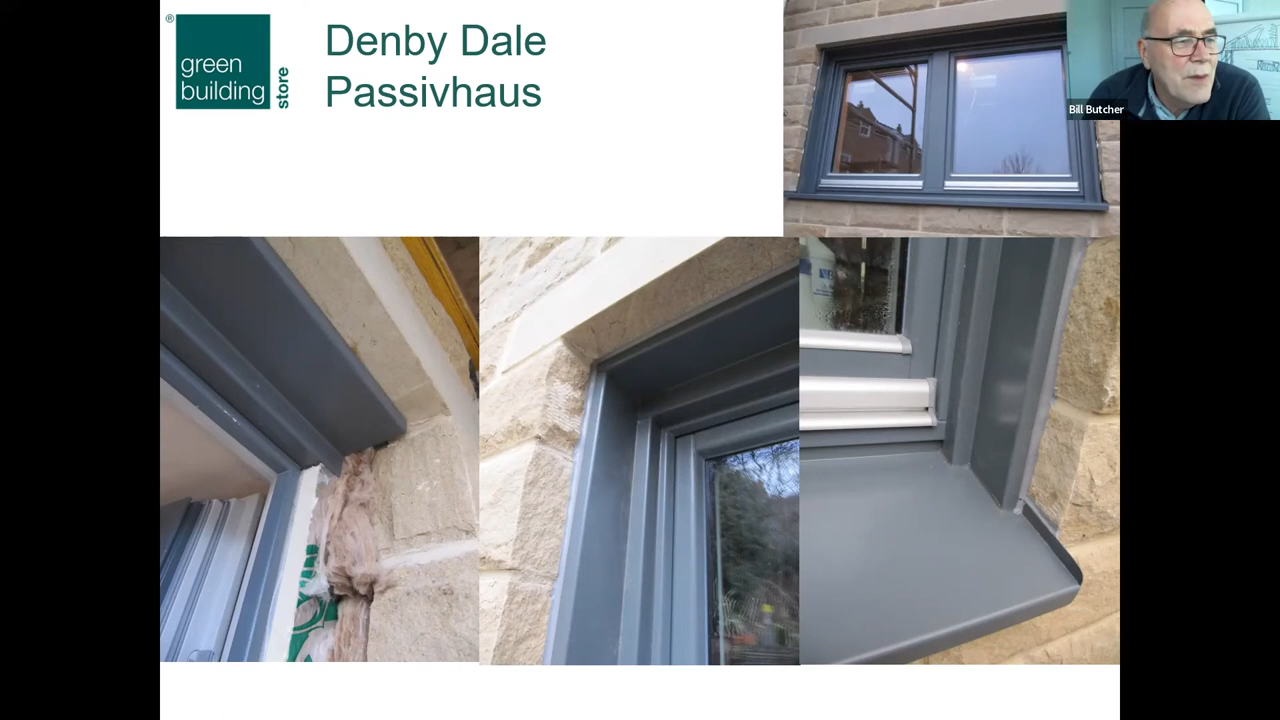 ®
green
building
store
Denby Dale
Passivhaus
Bill Butcher